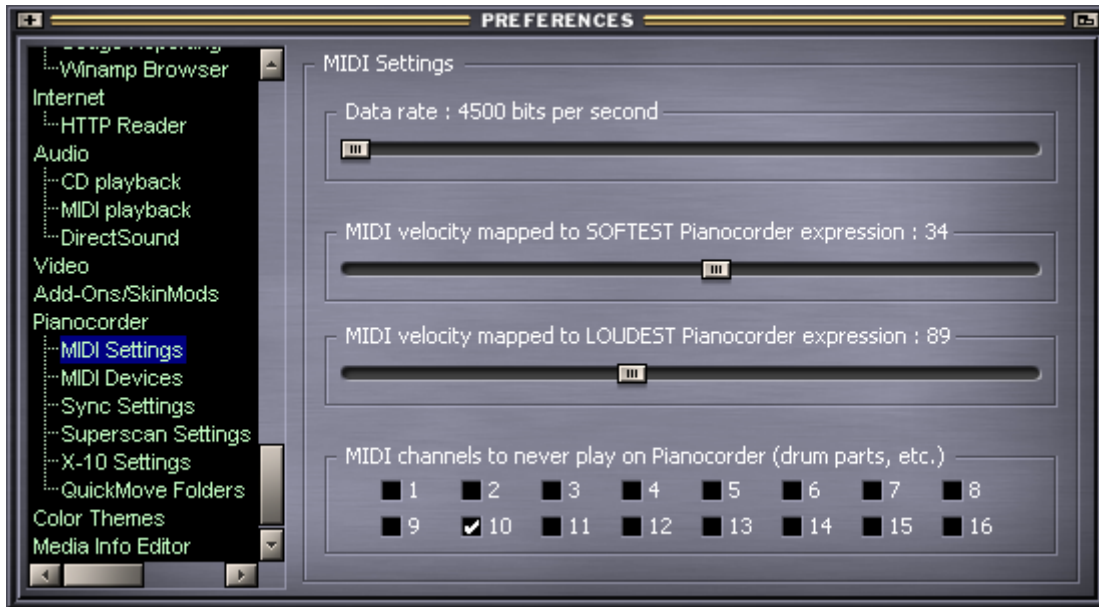 PREFERENCES
Winamp Browser
Internet
HTTP Reader
Audio
CD playback
MIDI playback
DirectSound
Video
Add-Ons/SkinMods
Pianocorder
MIDI Settings
MIDI Devices
Sync Settings
Superscan Settings
X-10 Settings
QuickMove Folders
Color Themes
Media Info Editor
MIDI Settings
Data rate : 4500 bits per second
MIDI velocity mapped to SOFTEST Pianocorder expression : 34
MIDI velocity mapped to LOUDEST Pianocorder expression : 89
MIDI channels to never play on Pianocorder (drum parts, etc.)
1 2 3 4 5 6 7 8
9 10 11 12 13 14 15 16